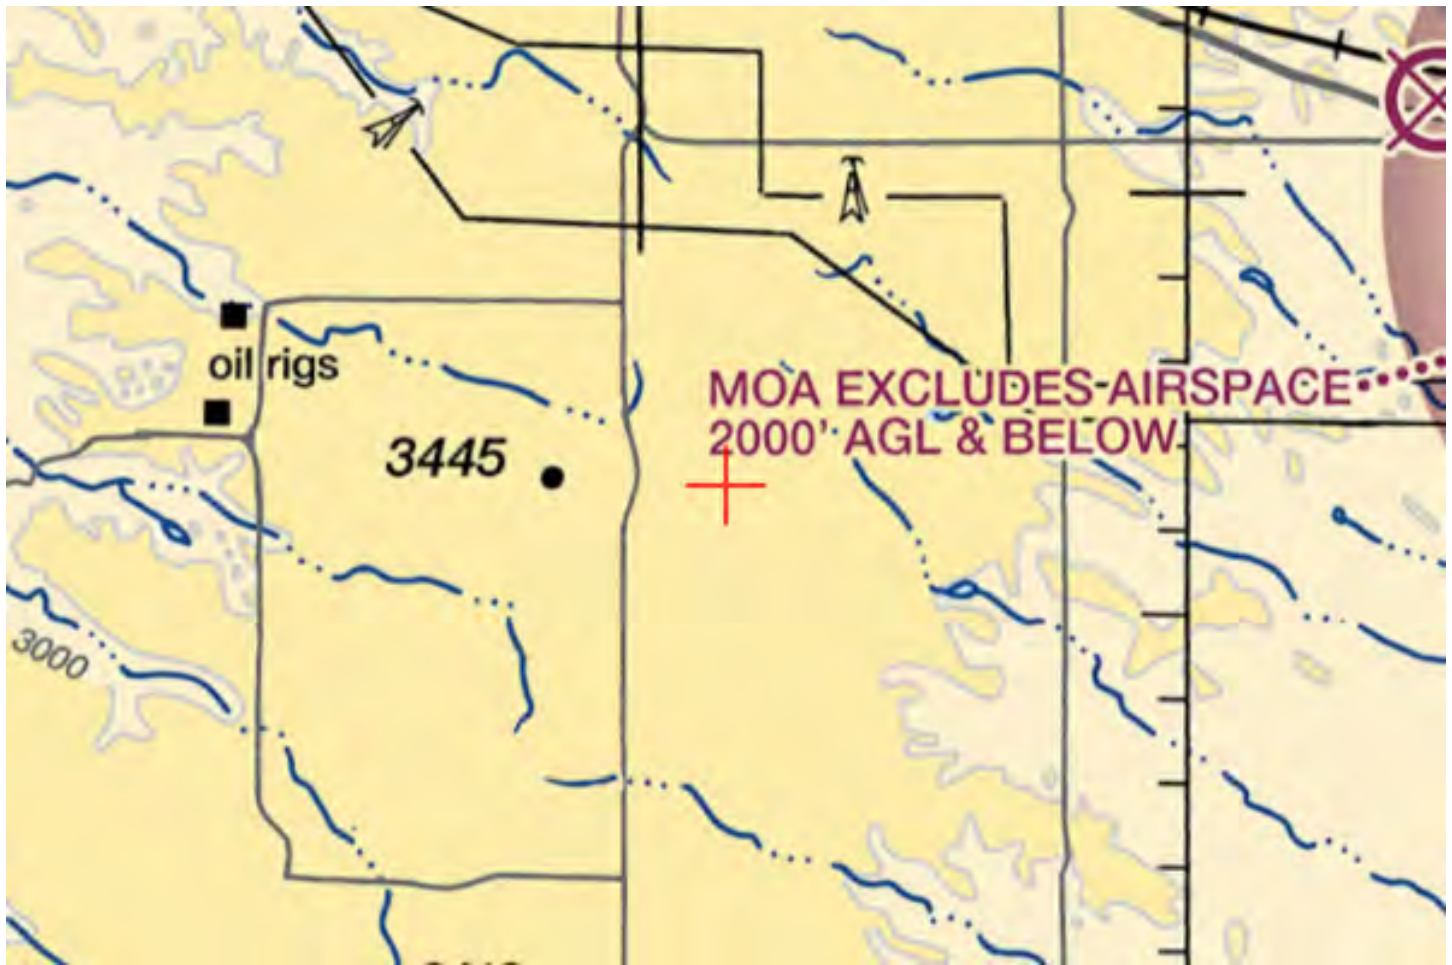 oil rigs
MOA EXCLUDES AIRSPACE
2000' AGL & BELOW
3445
3000